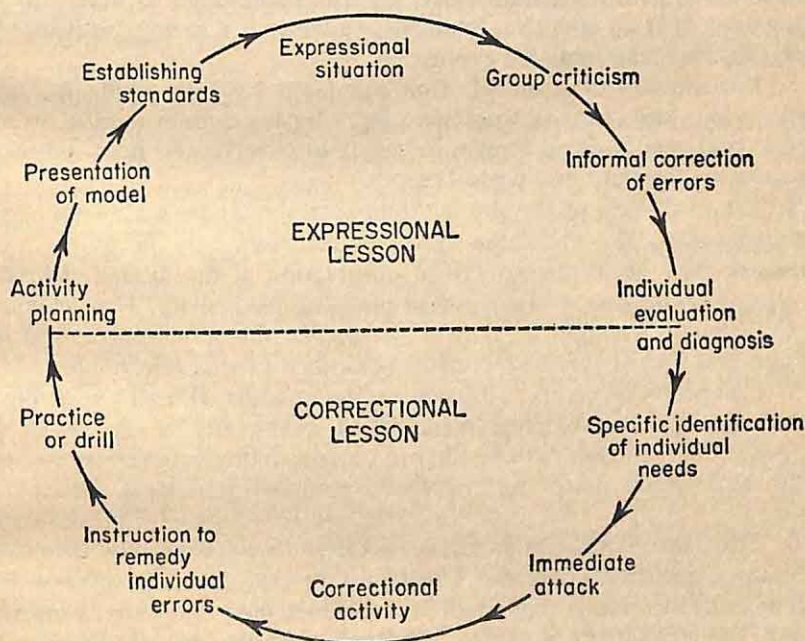 Expressional
situation
Establishing
standards
Group criticism
Presentation
of model
Informal correction
of errors
EXPRESSIONAL
LESSON
Activity
planning
Individual
evaluation
and diagnosis
CORRECTIONAL
LESSON
Practice
or drill
Specific identification
of individual
needs
Instruction to
remedy
individual
errors
Immediate
attack
Correctional
activity